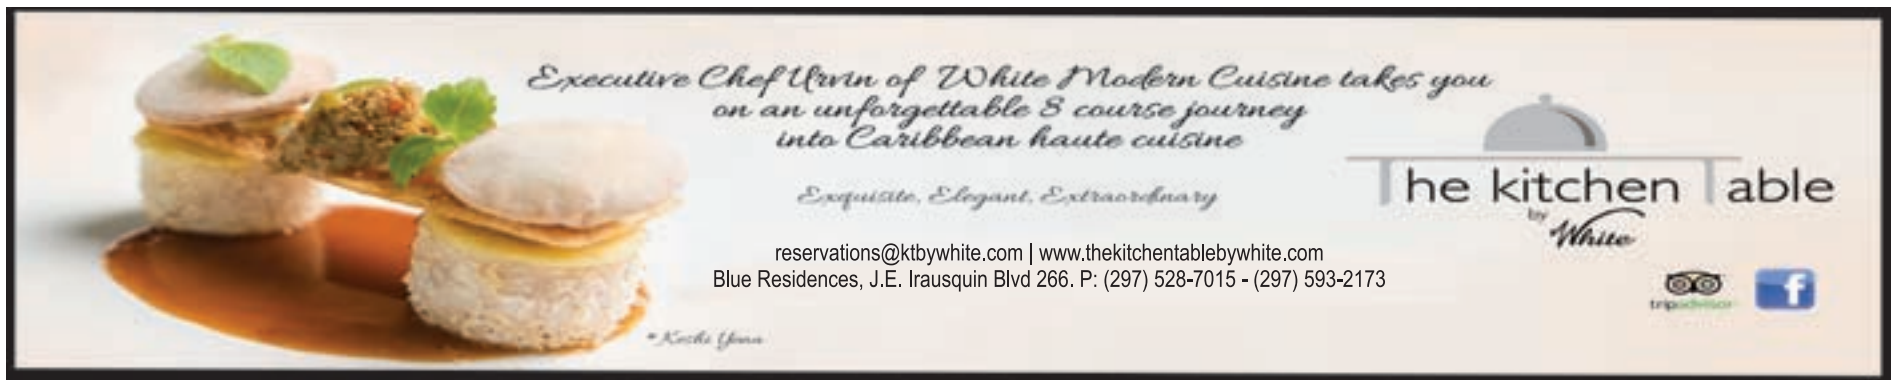 Executive Chef Urvin of White Modern Cuisine takes you
on an unforgettable 8 course journey
into Caribbean haute cuisine
Exquisite, Elegant, Extraordinary
reservations@ktbywhite.com | www.thekitchentablebywhite.com
Blue Residences, J.E. Irausquin Blvd 266. P: (297) 528-7015 - (297) 593-2173
* Keshi Yena
The kitchen Table
by White
tripadvisor
f